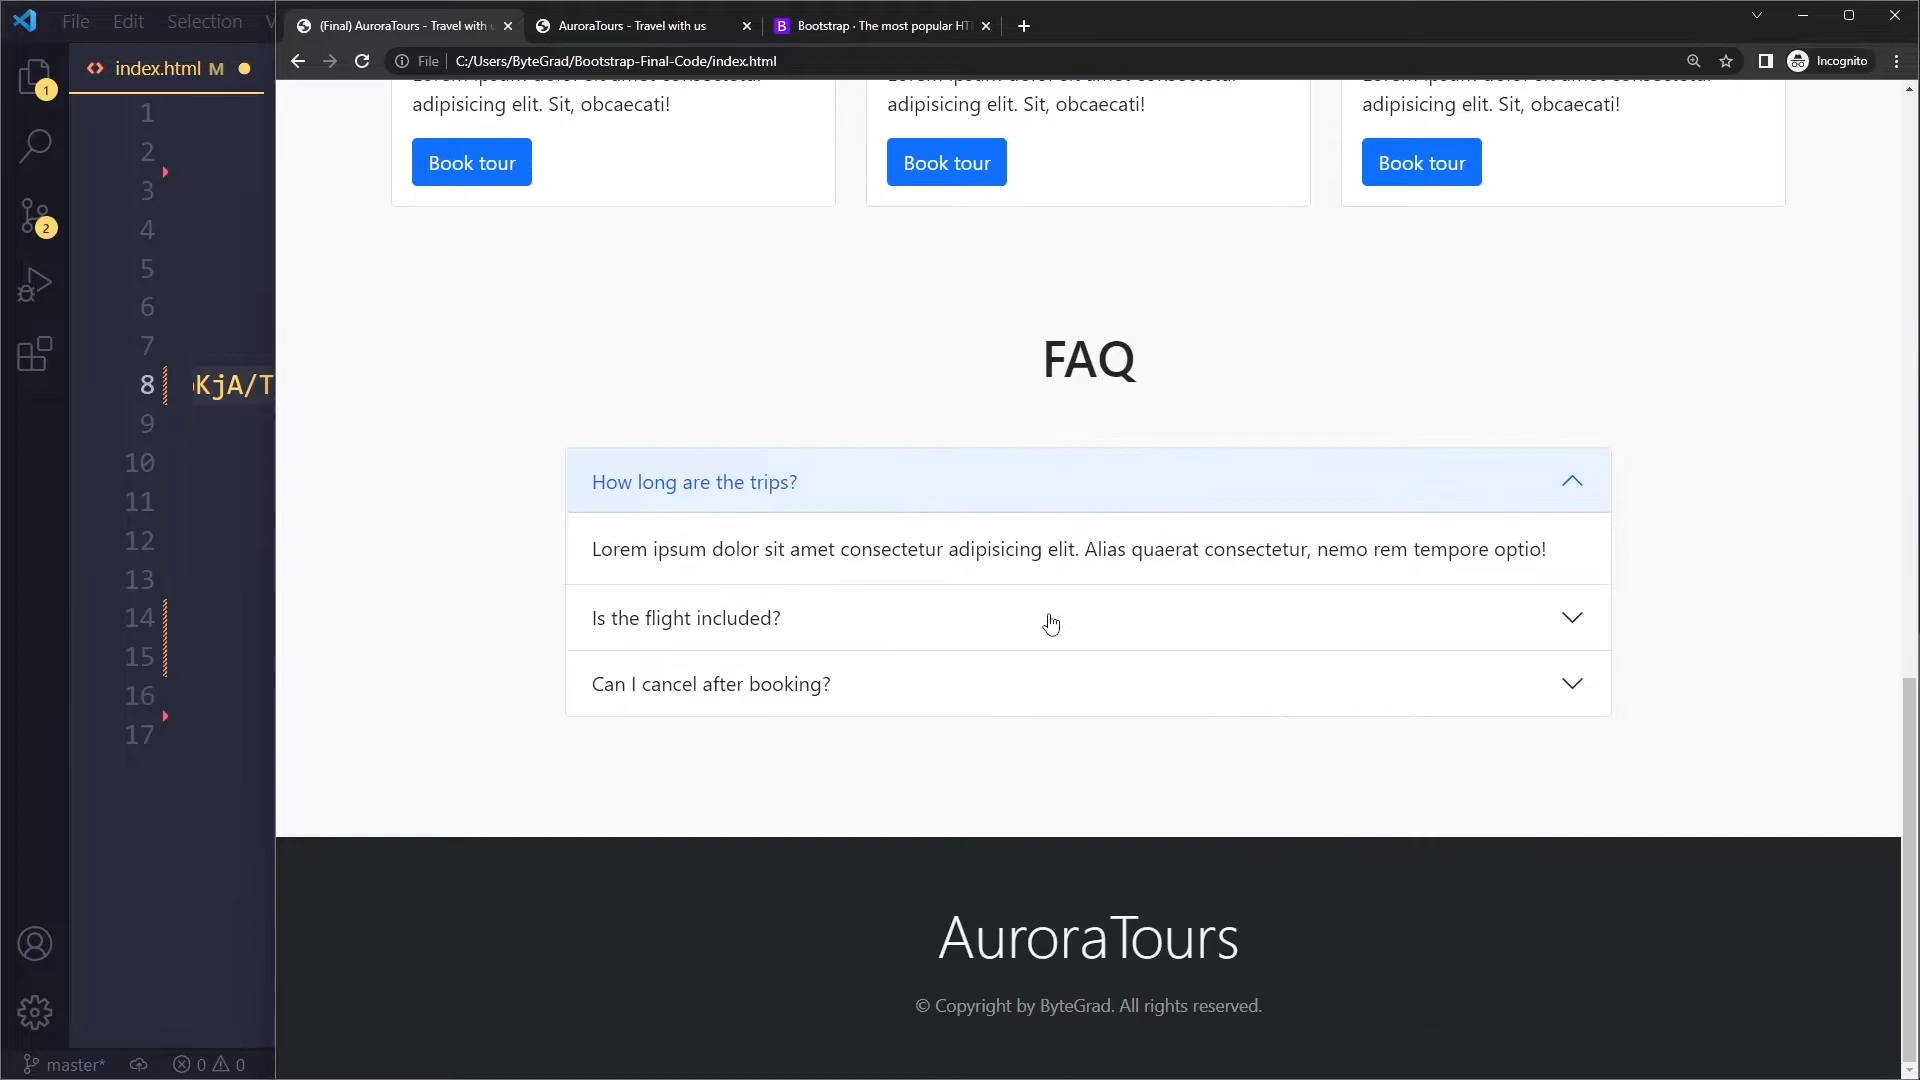 File Edit Selection V
(Final) AuroraTours - Travel with
AuroraTours - Travel with us
Bootstrap · The most popular HT
index.html M
File
C:/Users/ByteGrad/Bootstrap-Final-Code/index.html
Incognito
1
2
1
2
3
4
5
6
7
8 KjA/T
9
10
11
12
13
14
15
16
17
adipisicing elit. Sit, obcaecati!
adipisicing elit. Sit, obcaecati!
adipisicing elit. Sit, obcaecati!
Book tour
Book tour
Book tour
FAQ
How long are the trips?
Lorem ipsum dolor sit amet consectetur adipisicing elit. Alias quaerat consectetur, nemo rem tempore optio!
Is the flight included?
Can I cancel after booking?
AuroraTours
© Copyright by ByteGrad. All rights reserved.
master* 0 0